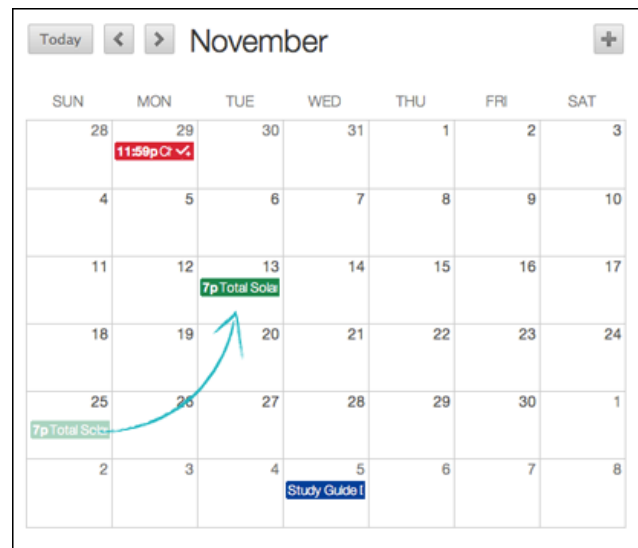 Today < > November +
SUN MON TUE WED THU FRI SAT
28 29 30 31 1 2 3
11:59p
4 5 6 7 8 9 10
11 12 13 14 15 16 17
7p Total Solar
18 19 20 21 22 23 24
25 26 27 28 29 30 1
7p Total
2 3 4 5 6 7 8
Study Guide